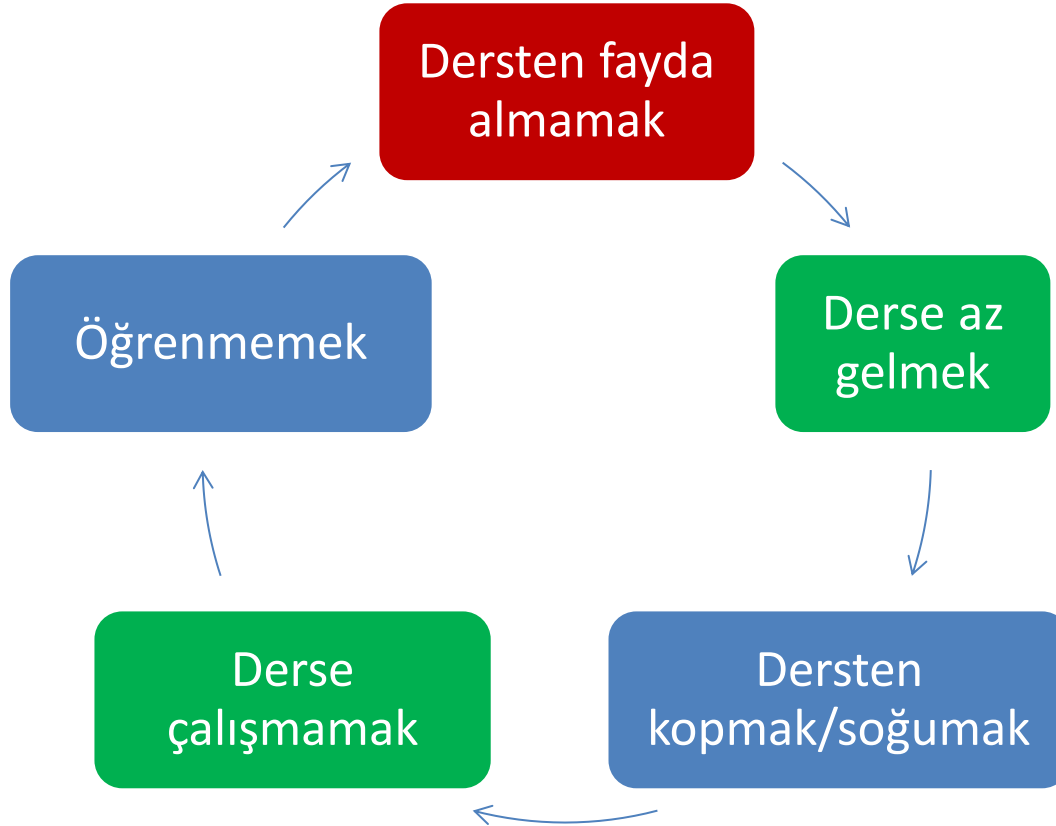 Dersten fayda
almamak
Derse az
gelmek
Dersten
kopmak/soğumak
Derse
çalışmamak
Öğrenmemek